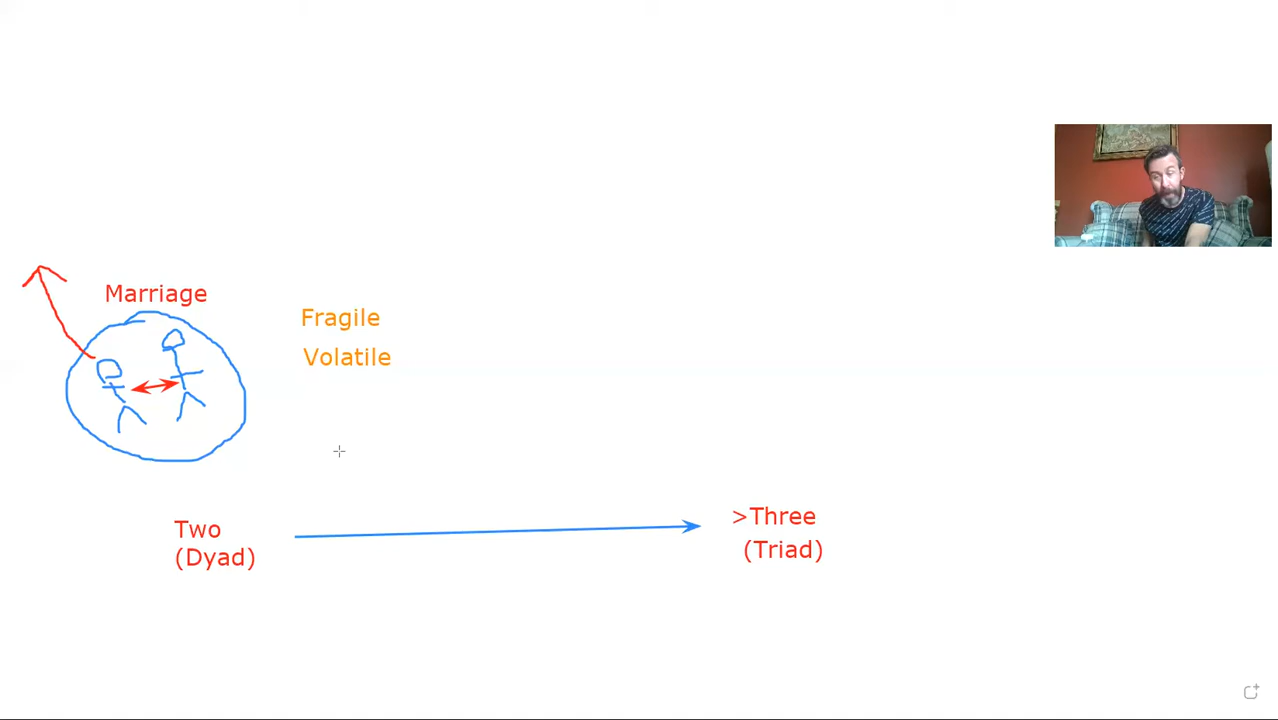 Marriage
Fragile
Volatile
Two
(Dyad)
>Three
(Triad)